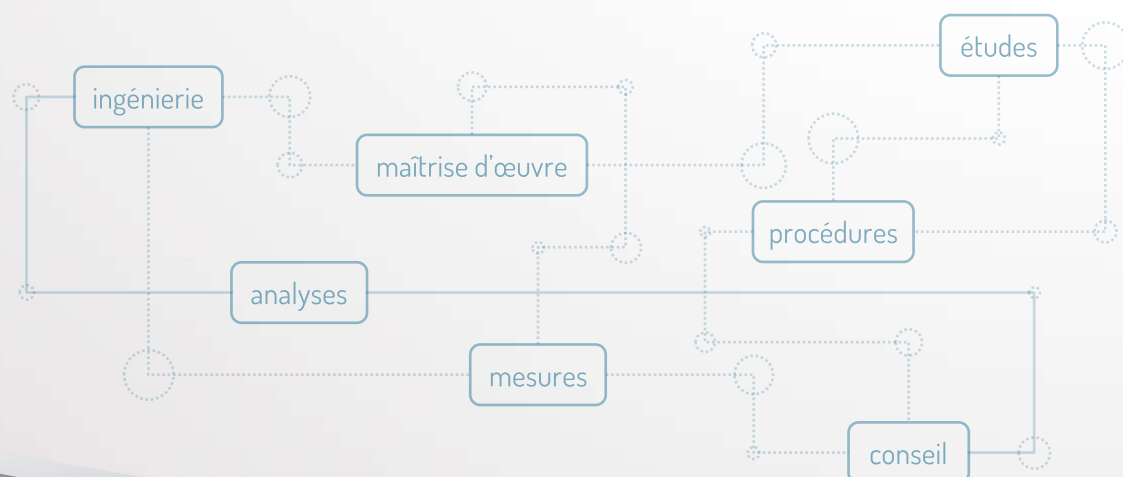 études
ingénierie
maîtrise d'œuvre
procédures
analyses
mesures
conseil